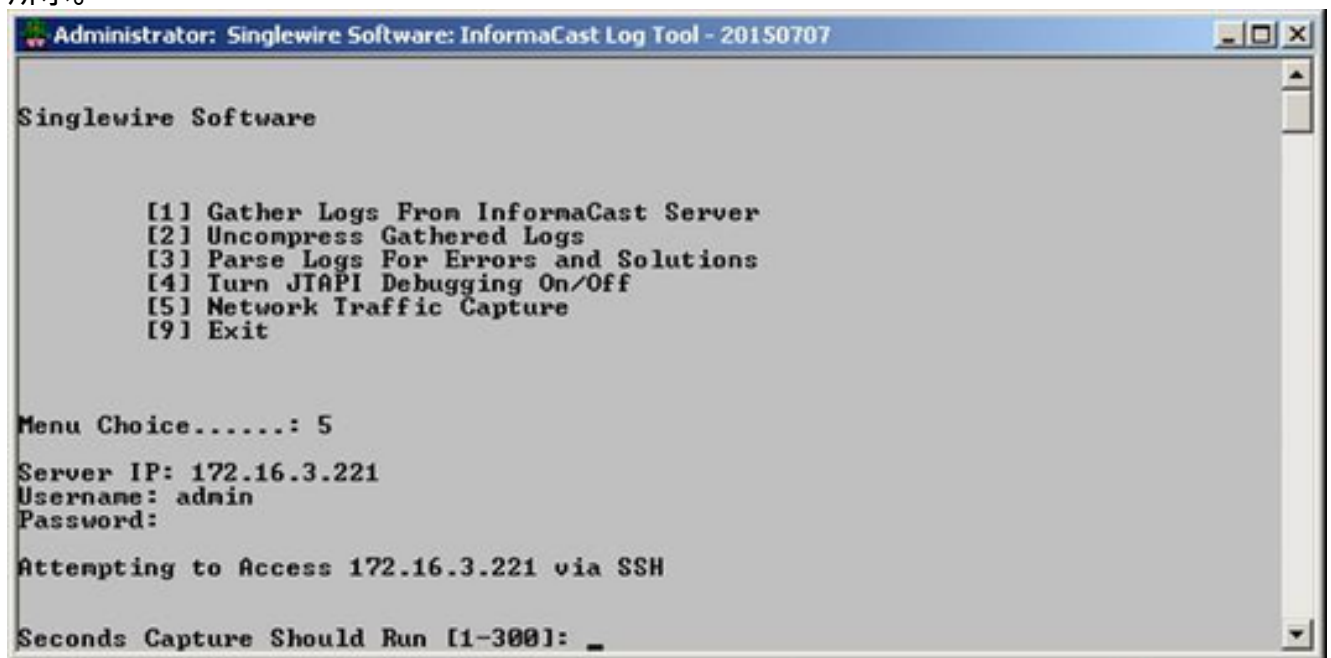 所示。
Administrator: Singlewire Software: InformaCast Log Tool - 20150707
Singlewire Software
[1] Gather Logs From InformaCast Server
[2] Uncompress Gathered Logs
[3] Parse Logs For Errors and Solutions
[4] Turn JTAPI Debugging On/Off
[5] Network Traffic Capture
[9] Exit
Menu Choice......: 5
Server IP: 172.16.3.221
Username: admin
Password:
Attempting to Access 172.16.3.221 via SSH
Seconds Capture Should Run [1-300]: _